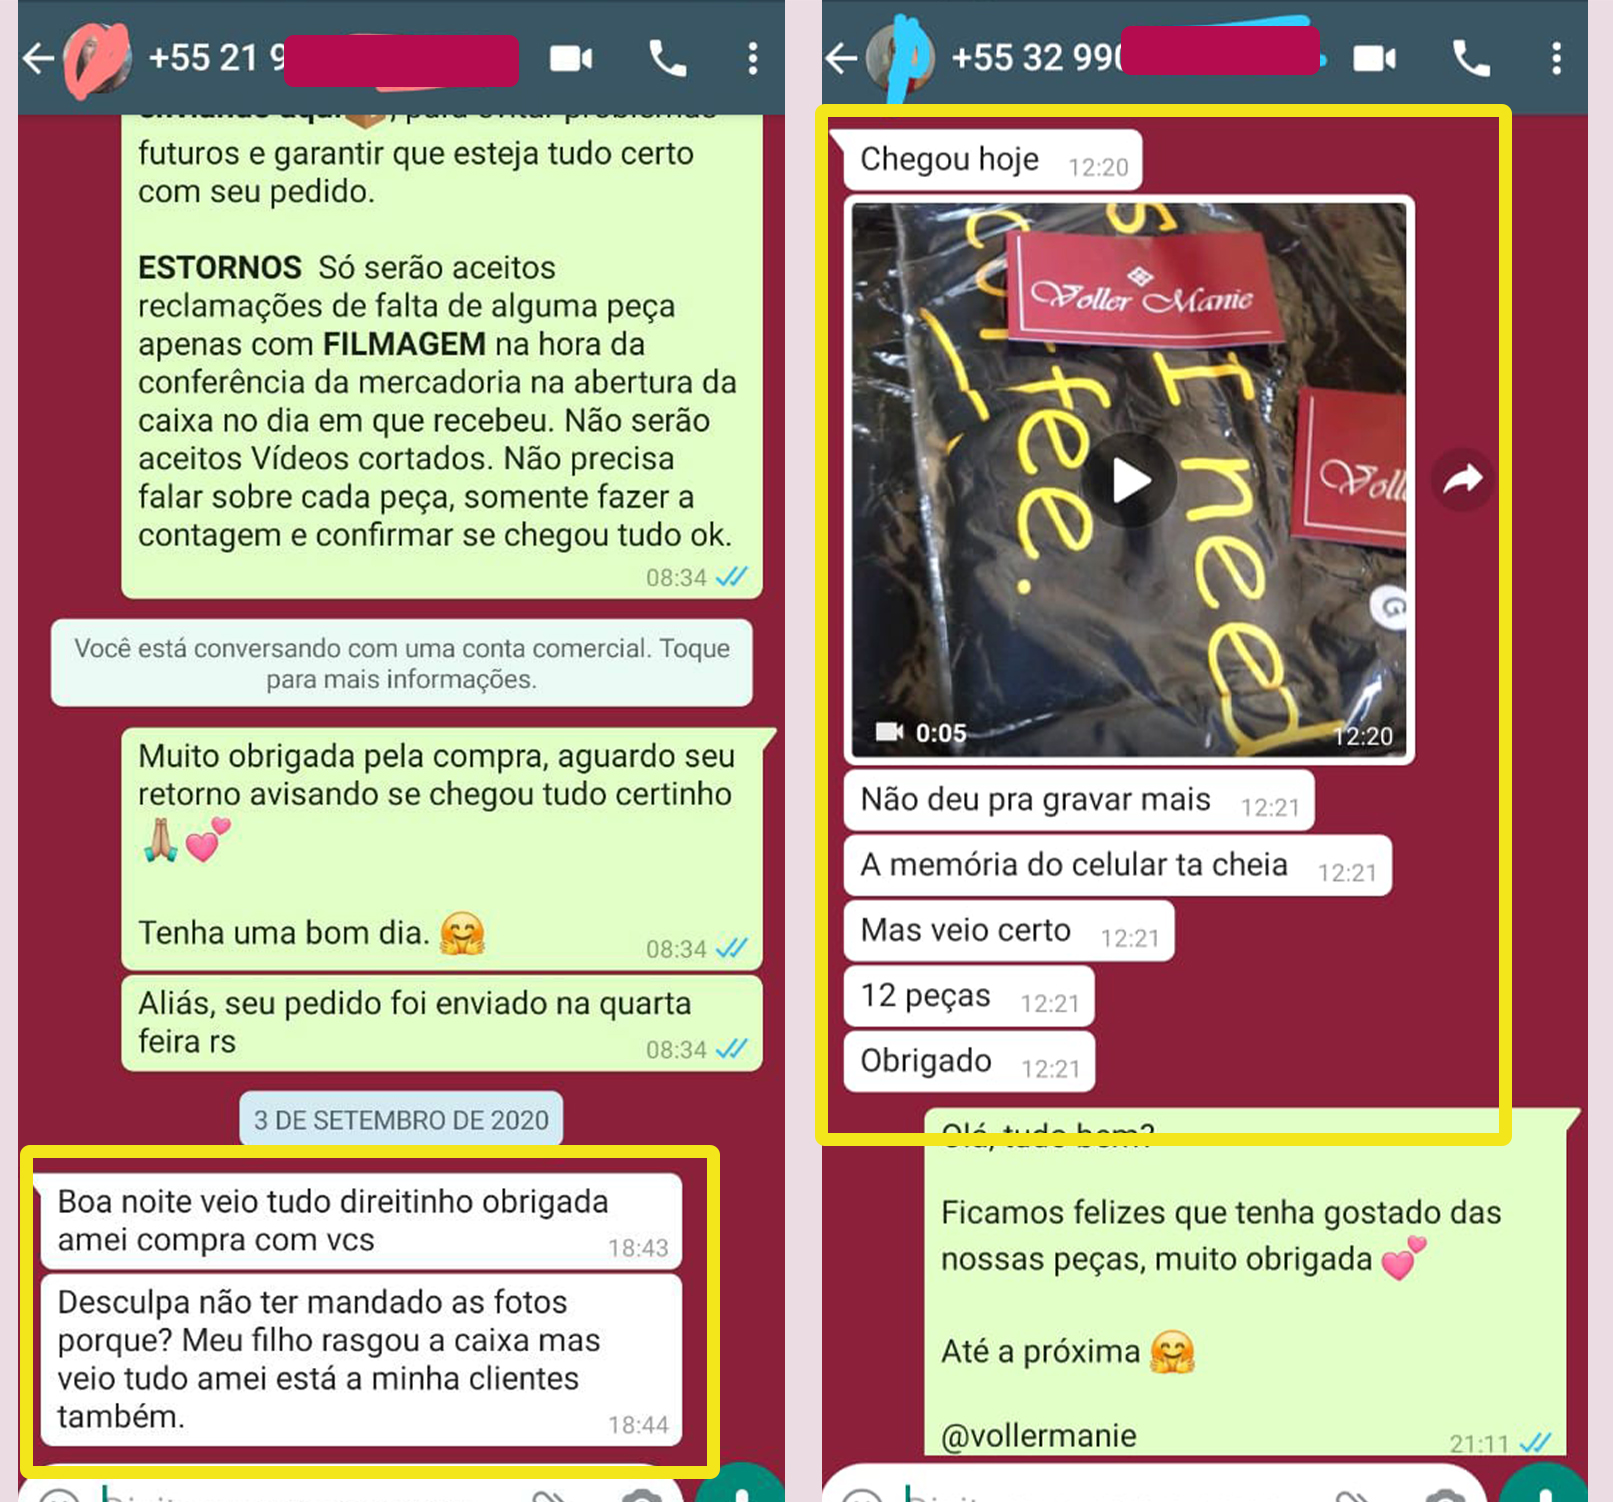 +55 21 9
futuros e garantir que esteja tudo certo
com seu pedido.
ESTORNOS Só serão aceitos
reclamações de falta de alguma peça
apenas com FILMAGEM na hora da
conferência da mercadoria na abertura da
caixa no dia em que recebeu. Não serão
aceitos Vídeos cortados. Não precisa
falar sobre cada peça, somente fazer a
contagem e confirmar se chegou tudo ok.
08:34
Você está conversando com uma conta comercial. Toque
para mais informações.
Muito obrigada pela compra, aguardo seu
retorno avisando se chegou tudo certinho
🙏🏼💕
Tenha uma bom dia. 🤗
08:34
Aliás, seu pedido foi enviado na quarta
feira rs
08:34
3 DE SETEMBRO DE 2020
Boa noite veio tudo direitinho obrigada
amei compra com vcs
18:43
Desculpa não ter mandado as fotos
porque? Meu filho rasgou a caixa mas
veio tudo amei está a minha clientes
também.
18:44
+55 32 990
Chegou hoje 12:20
Voller Manie
Voll
I need
coffee.
G
0:05
12:20
Não deu pra gravar mais 12:21
A memória do celular ta cheia 12:21
Mas veio certo 12:21
12 peças 12:21
Obrigado 12:21
Olá, tudo bem?
Ficamos felizes que tenha gostado das
nossas peças, muito obrigada 💕
Até a próxima 🤗
@vollermanie
21:11